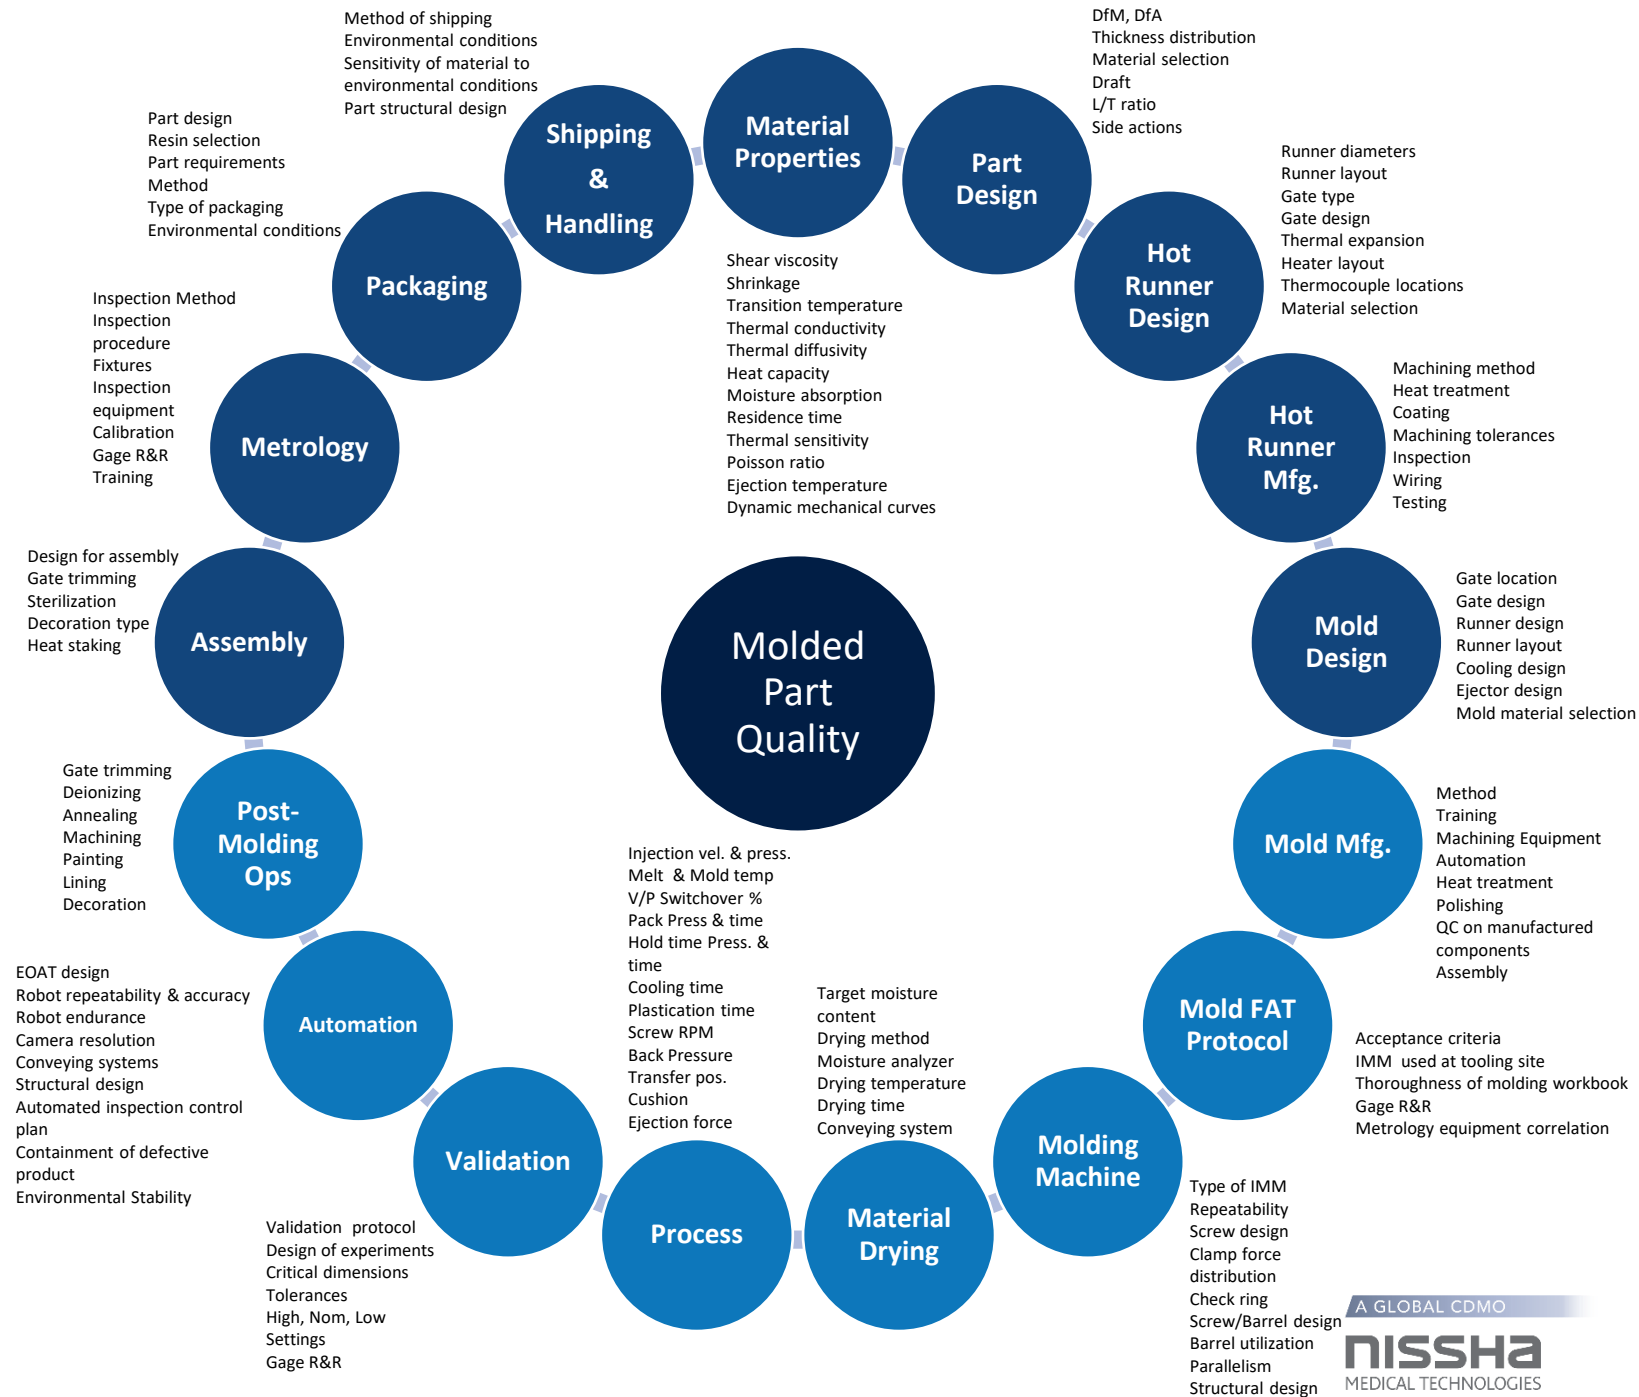 Method of shipping
Environmental conditions
Sensitivity of material to
environmental conditions
Part structural design
Shipping
&
Handling
Material
Properties
Shear viscosity
Shrinkage
Transition temperature
Thermal conductivity
Thermal diffusivity
Heat capacity
Moisture absorption
Residence time
Thermal sensitivity
Poisson ratio
Ejection temperature
Dynamic mechanical curves
DfM, DfA
Thickness distribution
Material selection
Draft
L/T ratio
Side actions
Part
Design
Runner diameters
Runner layout
Gate type
Gate design
Thermal expansion
Heater layout
Thermocouple locations
Material selection
Hot
Runner
Design
Machining method
Heat treatment
Coating
Machining tolerances
Inspection
Wiring
Testing
Hot
Runner
Mfg.
Gate location
Gate design
Runner design
Runner layout
Cooling design
Ejector design
Mold material selection
Mold
Design
Method
Training
Machining Equipment
Automation
Heat treatment
Polishing
QC on manufactured
components
Assembly
Mold Mfg.
Mold FAT
Protocol
Acceptance criteria
IMM  used at tooling site
Thoroughness of molding workbook
Gage R&R
Metrology equipment correlation
Molding
Machine
Type of IMM
Repeatability
Screw design
Clamp force
distribution
Check ring
Screw/Barrel design
Barrel utilization
Parallelism
Structural design
Target moisture
content
Drying method
Moisture analyzer
Drying temperature
Drying time
Conveying system
Material
Drying
Injection vel. & press.
Melt  & Mold temp
V/P Switchover %
Pack Press & time
Hold time Press. &
time
Cooling time
Plastication time
Screw RPM
Back Pressure
Transfer pos.
Cushion
Ejection force
Process
Validation
Validation  protocol
Design of experiments
Critical dimensions
Tolerances
High, Nom, Low
Settings
Gage R&R
Automation
EOAT design
Robot repeatability & accuracy
Robot endurance
Camera resolution
Conveying systems
Structural design
Automated inspection control
plan
Containment of defective
product
Environmental Stability
Post-
Molding
Ops
Gate trimming
Deionizing
Annealing
Machining
Painting
Lining
Decoration
Assembly
Design for assembly
Gate trimming
Sterilization
Decoration type
Heat staking
Metrology
Inspection Method
Inspection
procedure
Fixtures
Inspection
equipment
Calibration
Gage R&R
Training
Packaging
Part design
Resin selection
Part requirements
Method
Type of packaging
Environmental conditions
Molded
Part
Quality
A GLOBAL CDMO
nissha
MEDICAL TECHNOLOGIES